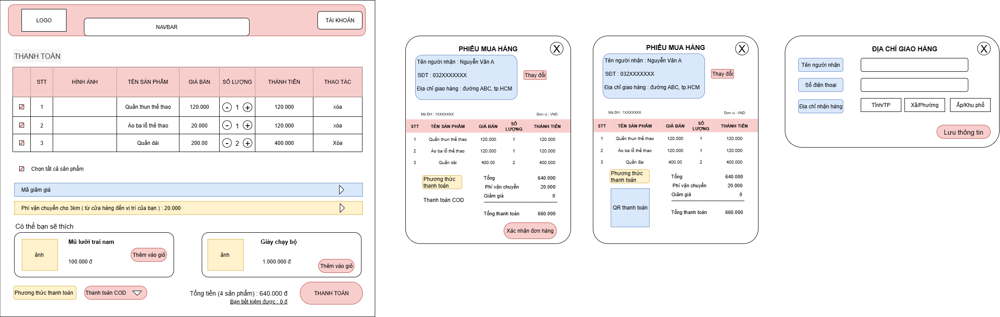 LOGO
NAVBAR
TÀI KHOẢN
THANH TOÁN
STT HÌNH ẢNH TÊN SẢN PHẨM GIÁ BÁN SỐ LƯỢNG THÀNH TIỀN THAO TÁC
1 Quần thun thể thao 120.000 - 1 + 120.000 xóa
2 Áo ba lỗ thể thao 20.000 - 1 + 120.000 xóa
3 Quần dài 200.00 - 2 + 400.000 Xóa
Chọn tất cả sản phẩm
Mã giảm giá
Phí vận chuyển cho 3km ( từ cửa hàng đến vị trí của bạn ) : 20.000
Có thể bạn sẽ thích
ảnh
Mũ lưỡi trai nam
100.000 đ
Thêm vào giỏ
ảnh
Giày chạy bộ
1.000.000 đ
Thêm vào giỏ
Phương thức thanh toán
Thanh toán COD
Tổng tiền (4 sản phẩm) : 640.000 đ
Bạn tiết kiệm được : 0 đ
THANH TOÁN
PHIẾU MUA HÀNG
X
Tên người nhận : Nguyễn Văn A
SĐT : 032XXXXXXX
Địa chỉ giao hàng : đường ABC, tp.HCM
Thay đổi
Mã ĐH : 1XXXXXXX
Đơn vị : VND
STT TÊN SẢN PHẨM GIÁ BÁN SỐ LƯỢNG THÀNH TIỀN
1 Quần thun thể thao 120.000 1 120.000
2 Áo ba lỗ thể thao 120.000 1 120.000
3 Quần dài 400.00 2 400.000
Phương thức
thanh toán
Thanh toán COD
Tổng 640.000
Phí vận chuyển 20.000
Giảm giá 0
Tổng thanh toán 660.000
Xác nhận đơn hàng
PHIẾU MUA HÀNG
X
Tên người nhận : Nguyễn Văn A
SĐT : 032XXXXXXX
Địa chỉ giao hàng : đường ABC, tp.HCM
Thay đổi
Mã ĐH : 1XXXXXXX
Đơn vị : VND
STT TÊN SẢN PHẨM GIÁ BÁN SỐ LƯỢNG THÀNH TIỀN
1 Quần thun thể thao 120.000 1 120.000
2 Áo ba lỗ thể thao 120.000 1 120.000
3 Quần đai 400.00 2 400.000
Phương thức
thanh toán
QR thanh toán
Tổng 640.000
Phí vận chuyển 20.000
Giảm giá 0
Tổng thanh toán 660.000
ĐỊA CHỈ GIAO HÀNG
X
Tên người nhận
Số điện thoại
Địa chỉ nhận hàng
Tỉnh/TP Xã/Phường Ấp/Khu phố
Lưu thông tin